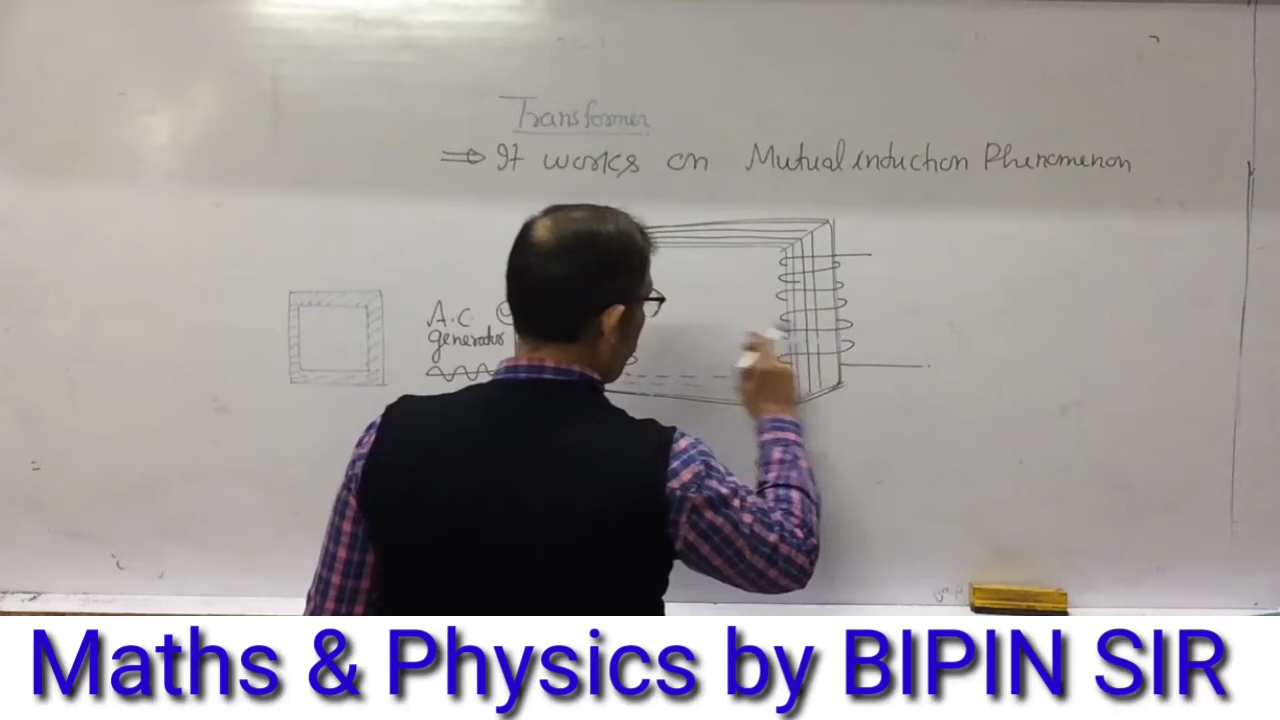 Transformer
⇒ It works on Mutual induction Phenomenon
A.C.
generator
Maths & Physics by BIPIN SIR